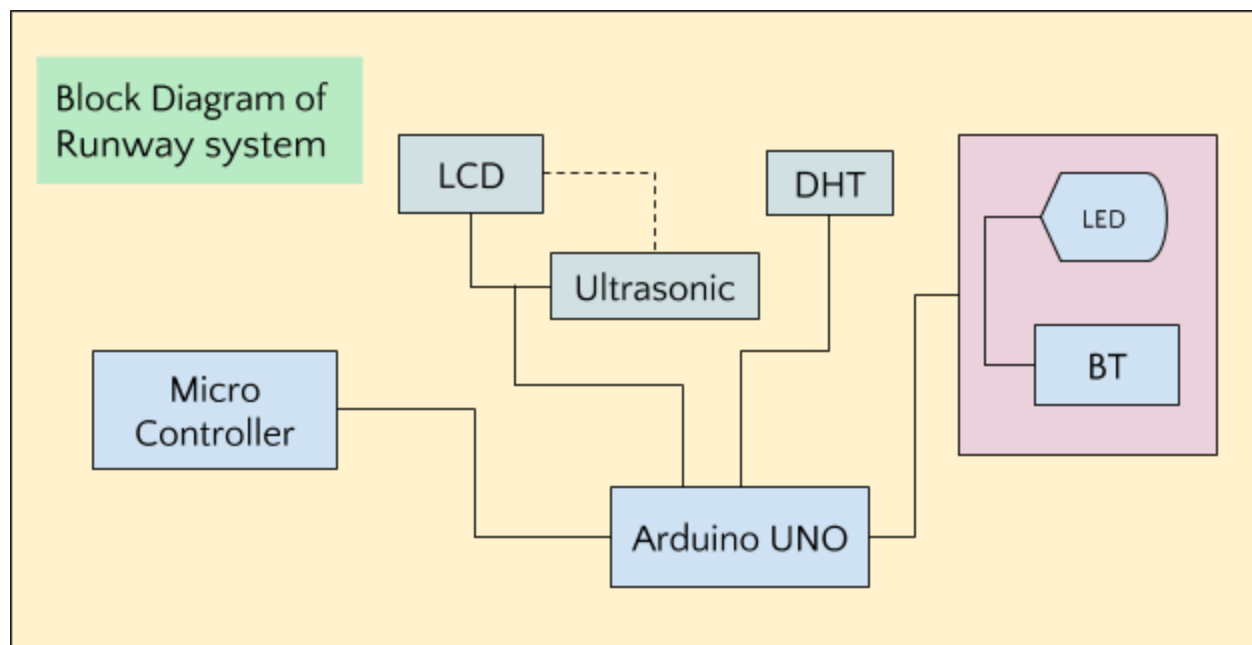 Block Diagram of
Runway system
LCD
DHT
LED
Ultrasonic
BT
Micro
Controller
Arduino UNO